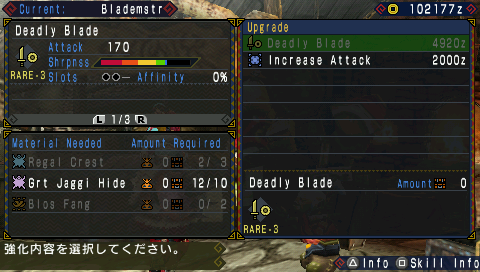 Current: Blademstr
102177z
Deadly Blade
Attack 170
Shrpnss
RARE-3
Slots Affinity 0%
L 1/3 R
Material Needed Amount Required
Regal Crest 0 2/ 3
Grt Jaggi Hide 0 12/10
Blos Fang 0 0/ 2
Upgrade
Deadly Blade 4920z
Increase Attack 2000z
Deadly Blade Amount 0
RARE-3
強化内容を選択してください。
Info Skill Info